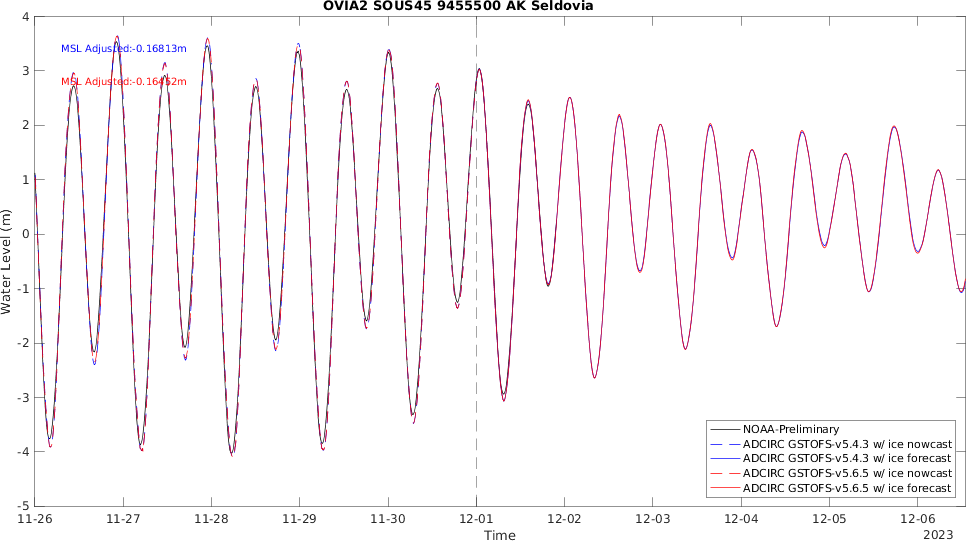 OVIA2 SOUS45 9455500 AK Seldovia
4
3
2
1
0
-1
-2
-3
-4
-5
Water Level (m)
MSL Adjusted:-0.16813m
MSL Adjusted:-0.16452m
NOAA-Preliminary
ADCIRC GSTOFS-v5.4.3 w/ ice nowcast
ADCIRC GSTOFS-v5.4.3 w/ ice forecast
ADCIRC GSTOFS-v5.6.5 w/ ice nowcast
ADCIRC GSTOFS-v5.6.5 w/ ice forecast
11-26 11-27 11-28 11-29 11-30 12-01 12-02 12-03 12-04 12-05 12-06
Time
2023